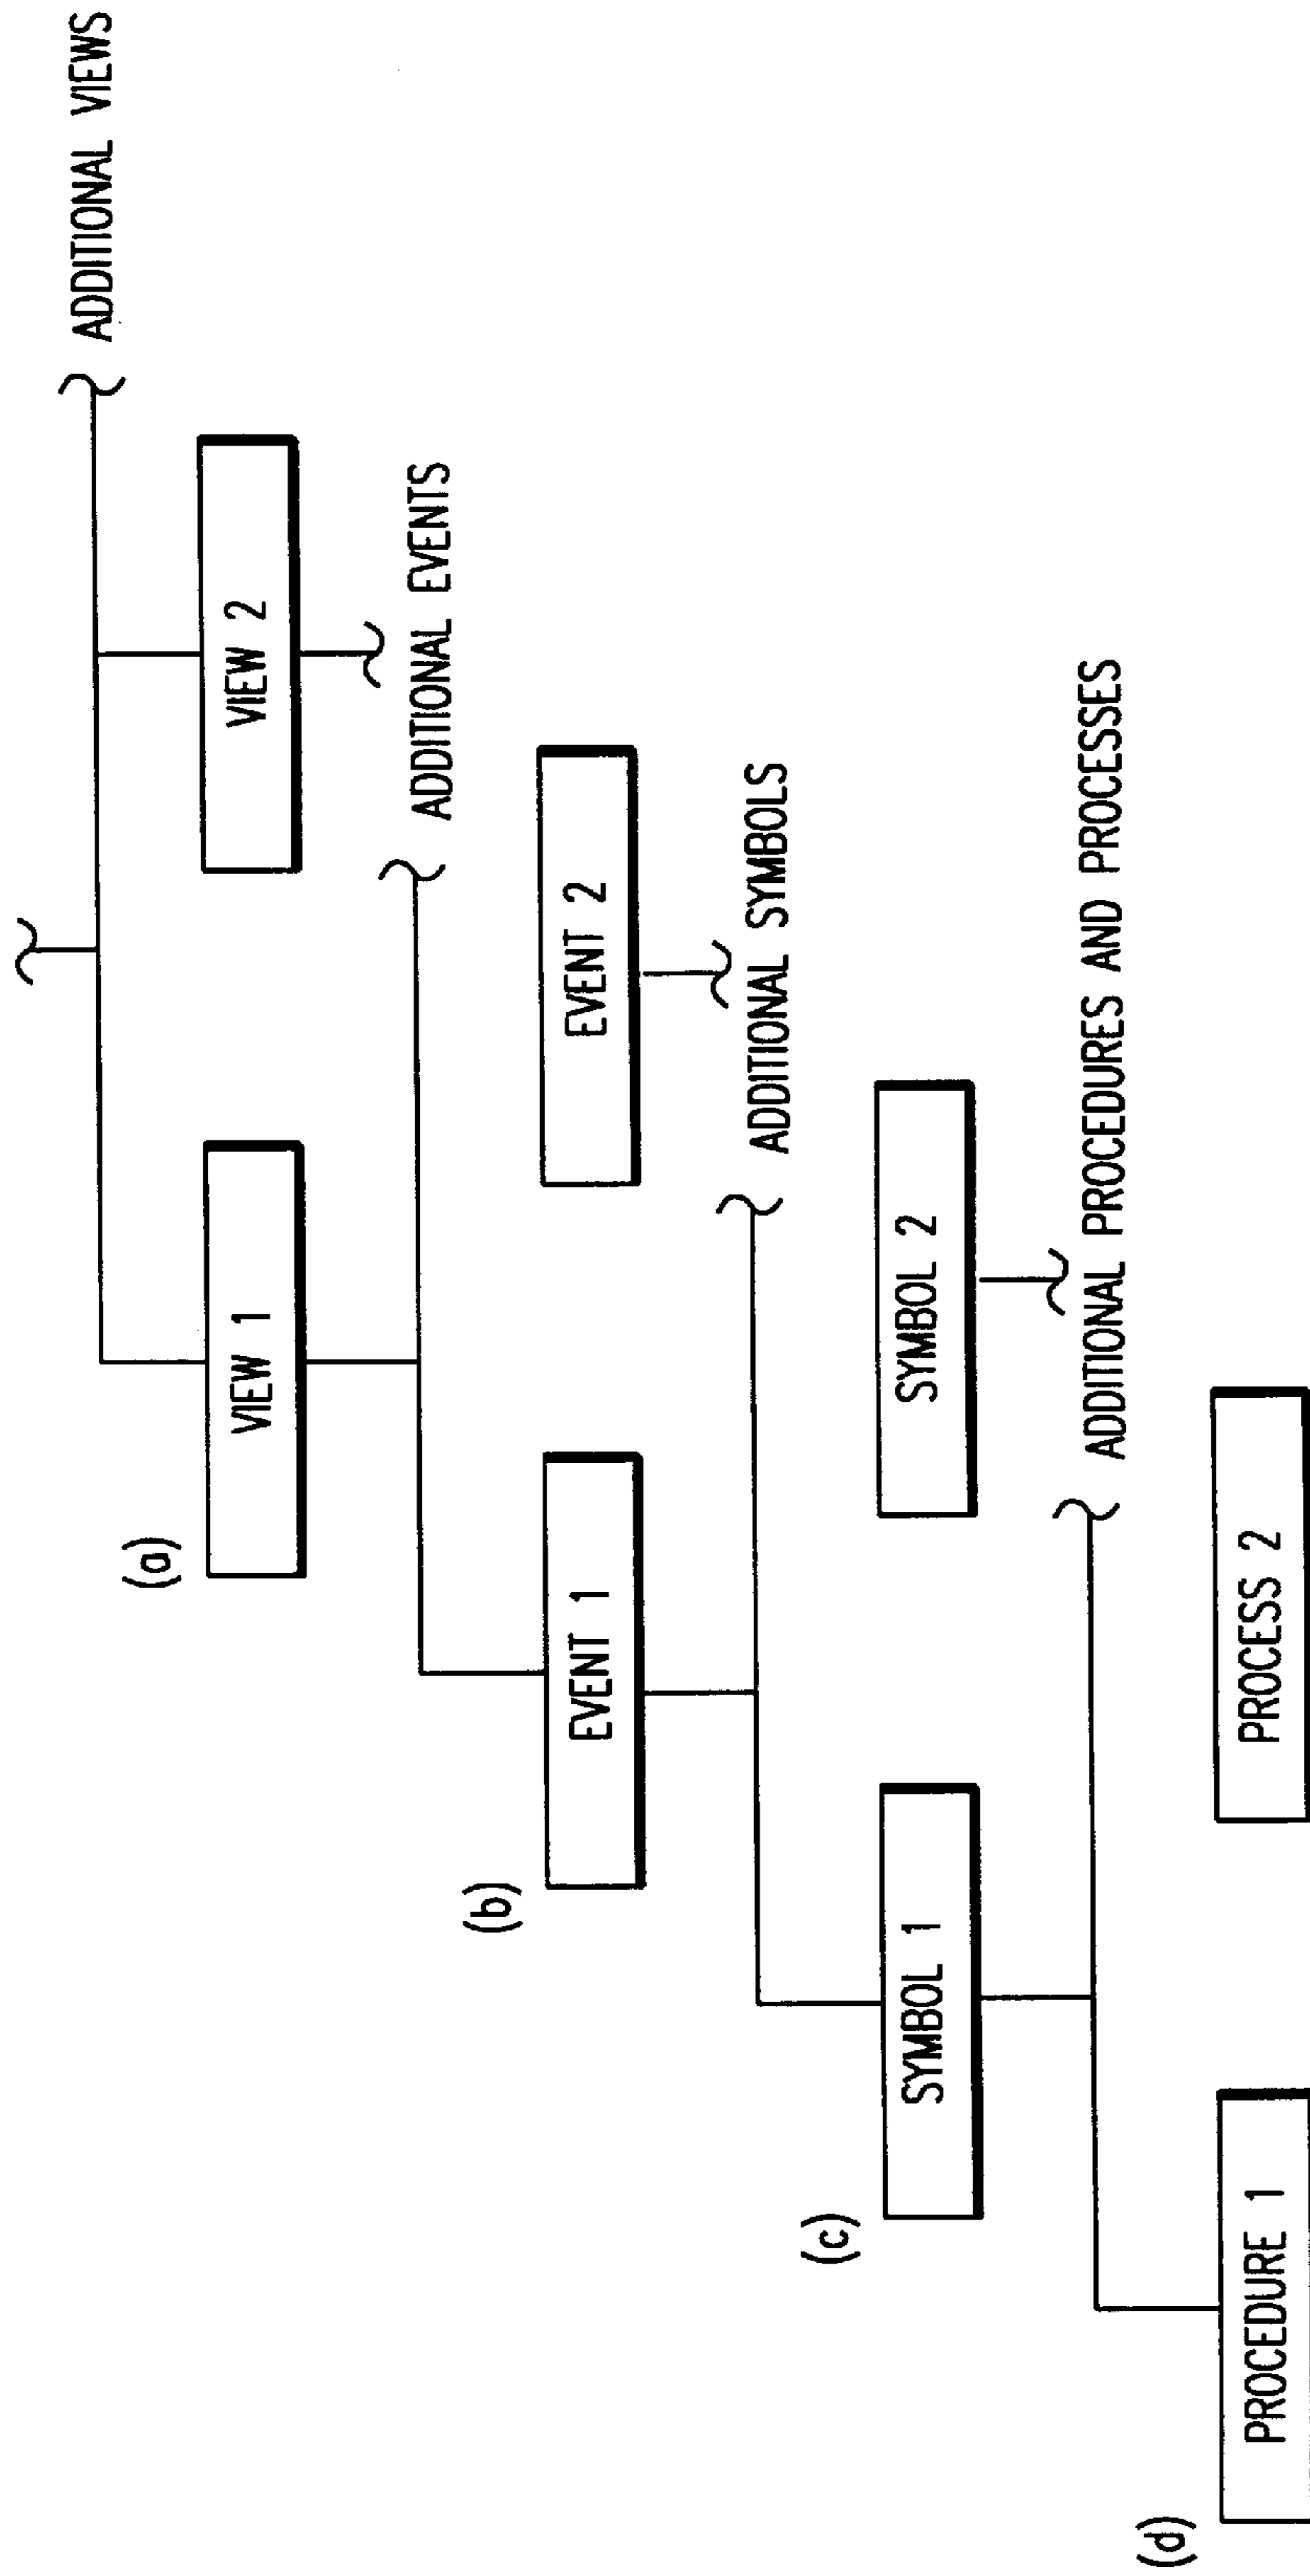 ADDITIONAL VIEWS
(a)
VIEW 1
VIEW 2
ADDITIONAL EVENTS
(b)
EVENT 1
EVENT 2
ADDITIONAL SYMBOLS
(c)
SYMBOL 1
SYMBOL 2
ADDITIONAL PROCEDURES AND PROCESSES
(d)
PROCEDURE 1
PROCESS 2